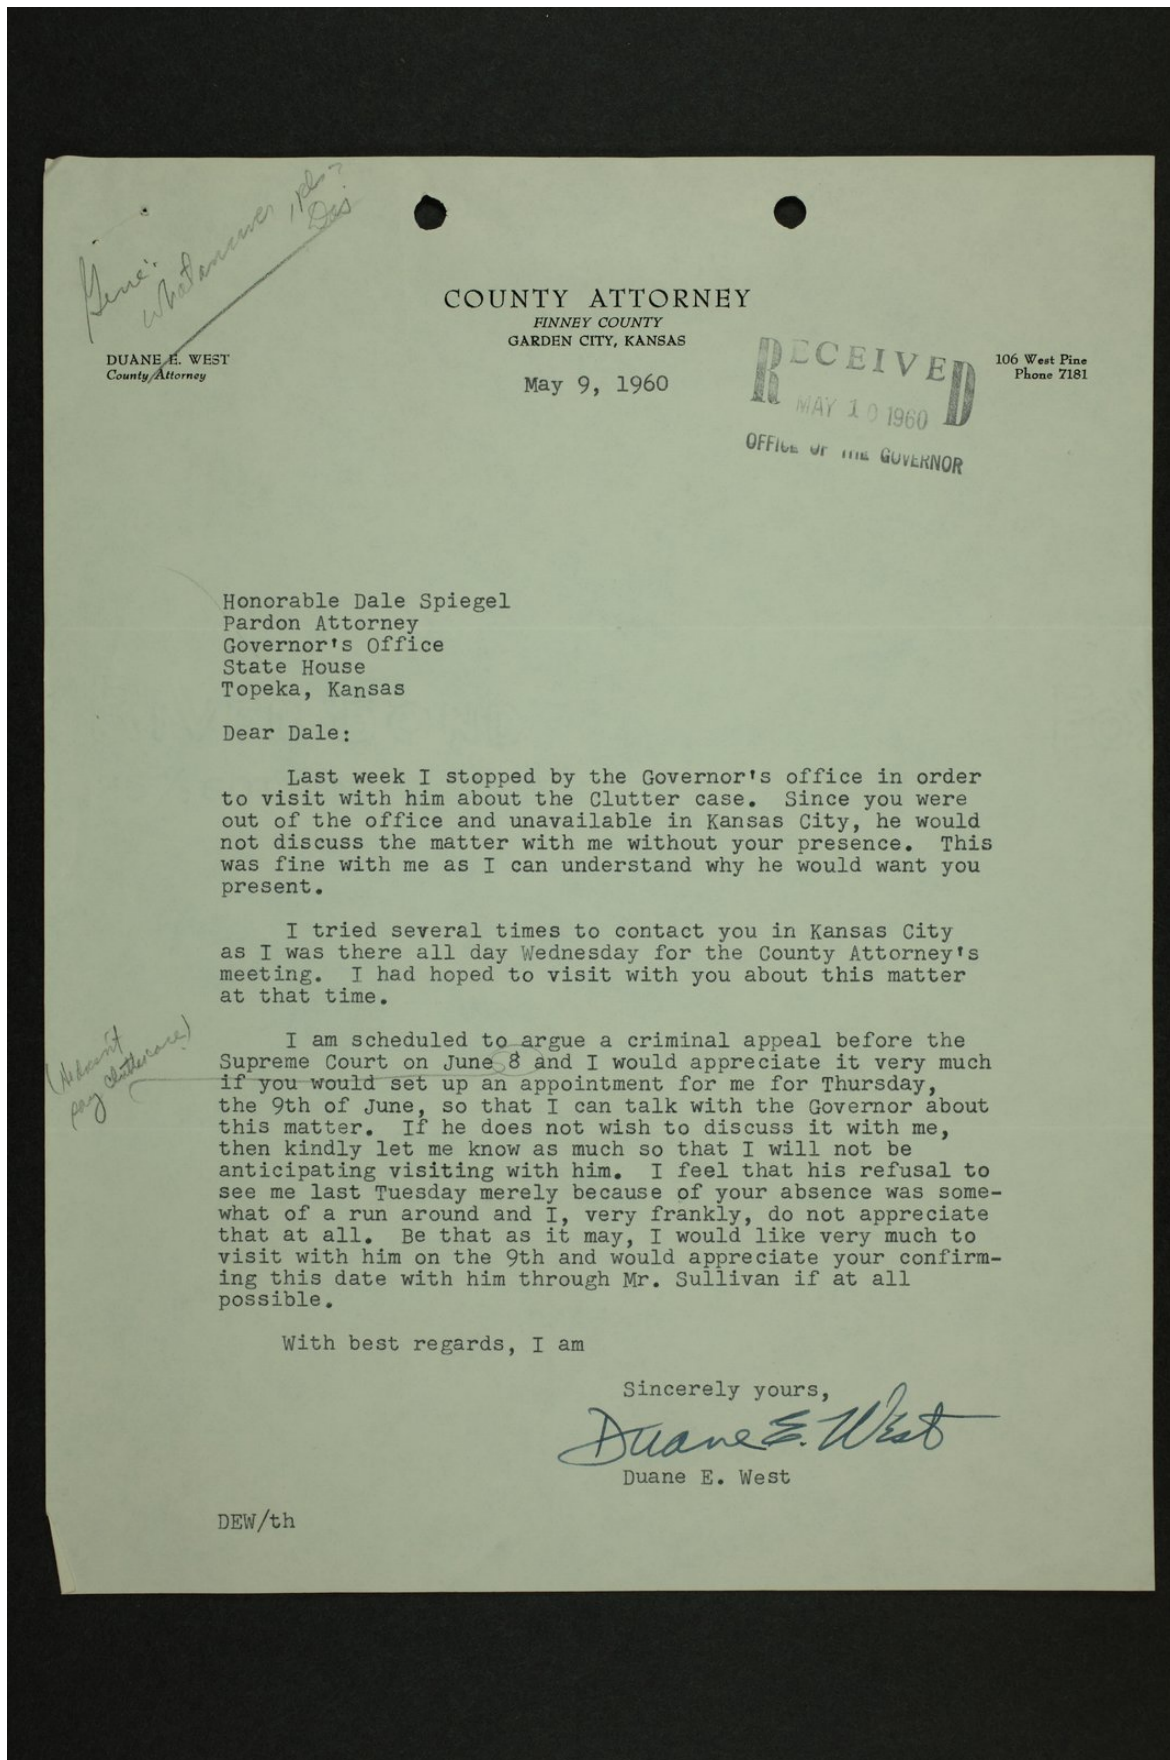 Gene:
what answer, pls?
COUNTY ATTORNEY
FINNEY COUNTY
GARDEN CITY, KANSAS
DUANE E. WEST
County Attorney
106 West Pine
Phone 7181
May 9, 1960
RECEIVED
MAY 10 1960
OFFICE OF THE GOVERNOR
Honorable Dale Spiegel
Pardon Attorney
Governor's Office
State House
Topeka, Kansas
Dear Dale:
Last week I stopped by the Governor's office in order
to visit with him about the Clutter case. Since you were
out of the office and unavailable in Kansas City, he would
not discuss the matter with me without your presence. This
was fine with me as I can understand why he would want you
present.
I tried several times to contact you in Kansas City
as I was there all day Wednesday for the County Attorney's
meeting. I had hoped to visit with you about this matter
at that time.
(He doesn't
say Clutter case)
I am scheduled to argue a criminal appeal before the
Supreme Court on June 8 and I would appreciate it very much
if you would set up an appointment for me for Thursday,
the 9th of June, so that I can talk with the Governor about
this matter. If he does not wish to discuss it with me,
then kindly let me know as much so that I will not be
anticipating visiting with him. I feel that his refusal to
see me last Tuesday merely because of your absence was some-
what of a run around and I, very frankly, do not appreciate
that at all. Be that as it may, I would like very much to
visit with him on the 9th and would appreciate your confirm-
ing this date with him through Mr. Sullivan if at all
possible.
With best regards, I am
Sincerely yours,
Duane E. West
Duane E. West
DEW/th